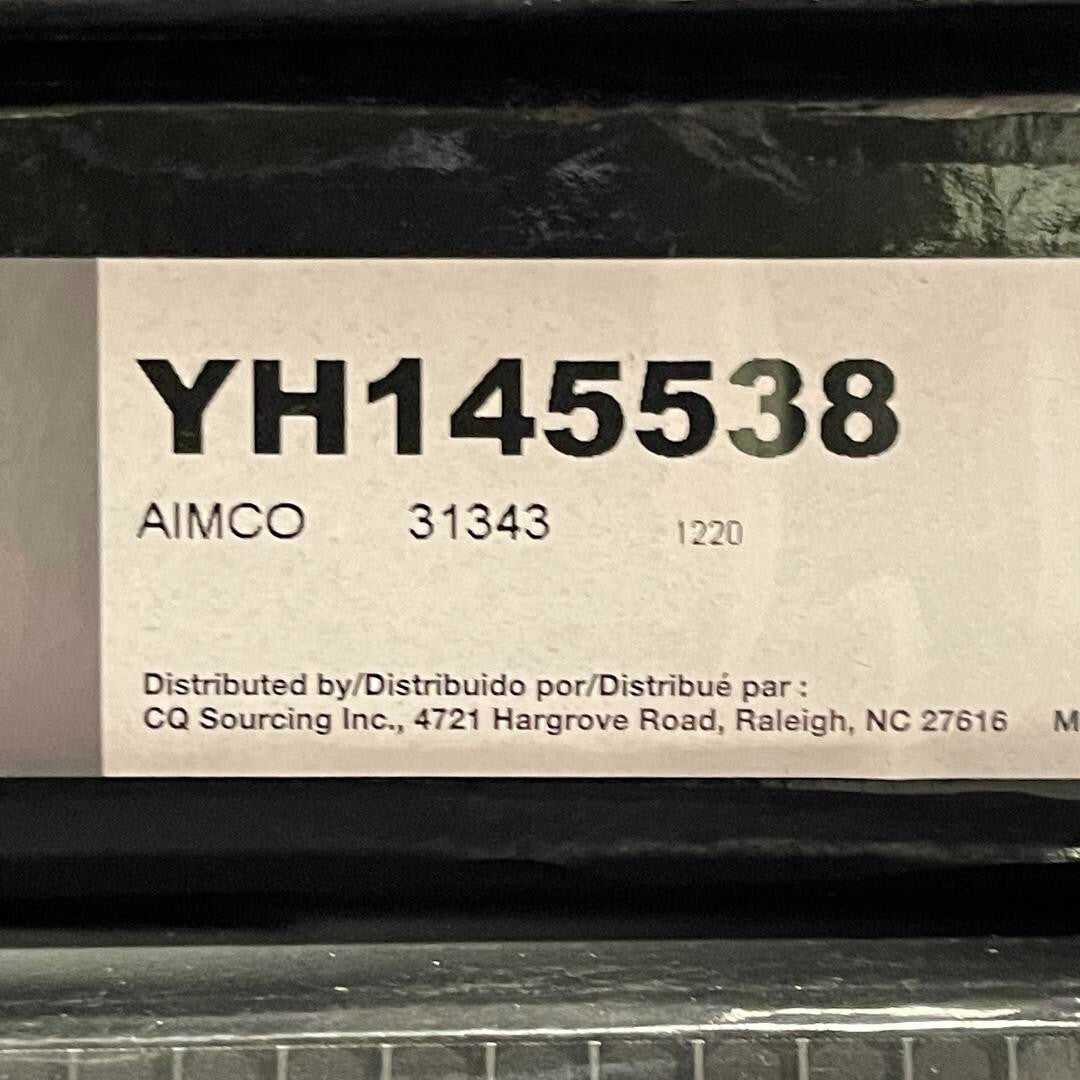 YH145538
AIMCO 31343 1220
Distributed by/Distribuido por/Distribué par :
CQ Sourcing Inc., 4721 Hargrove Road, Raleigh, NC 27616